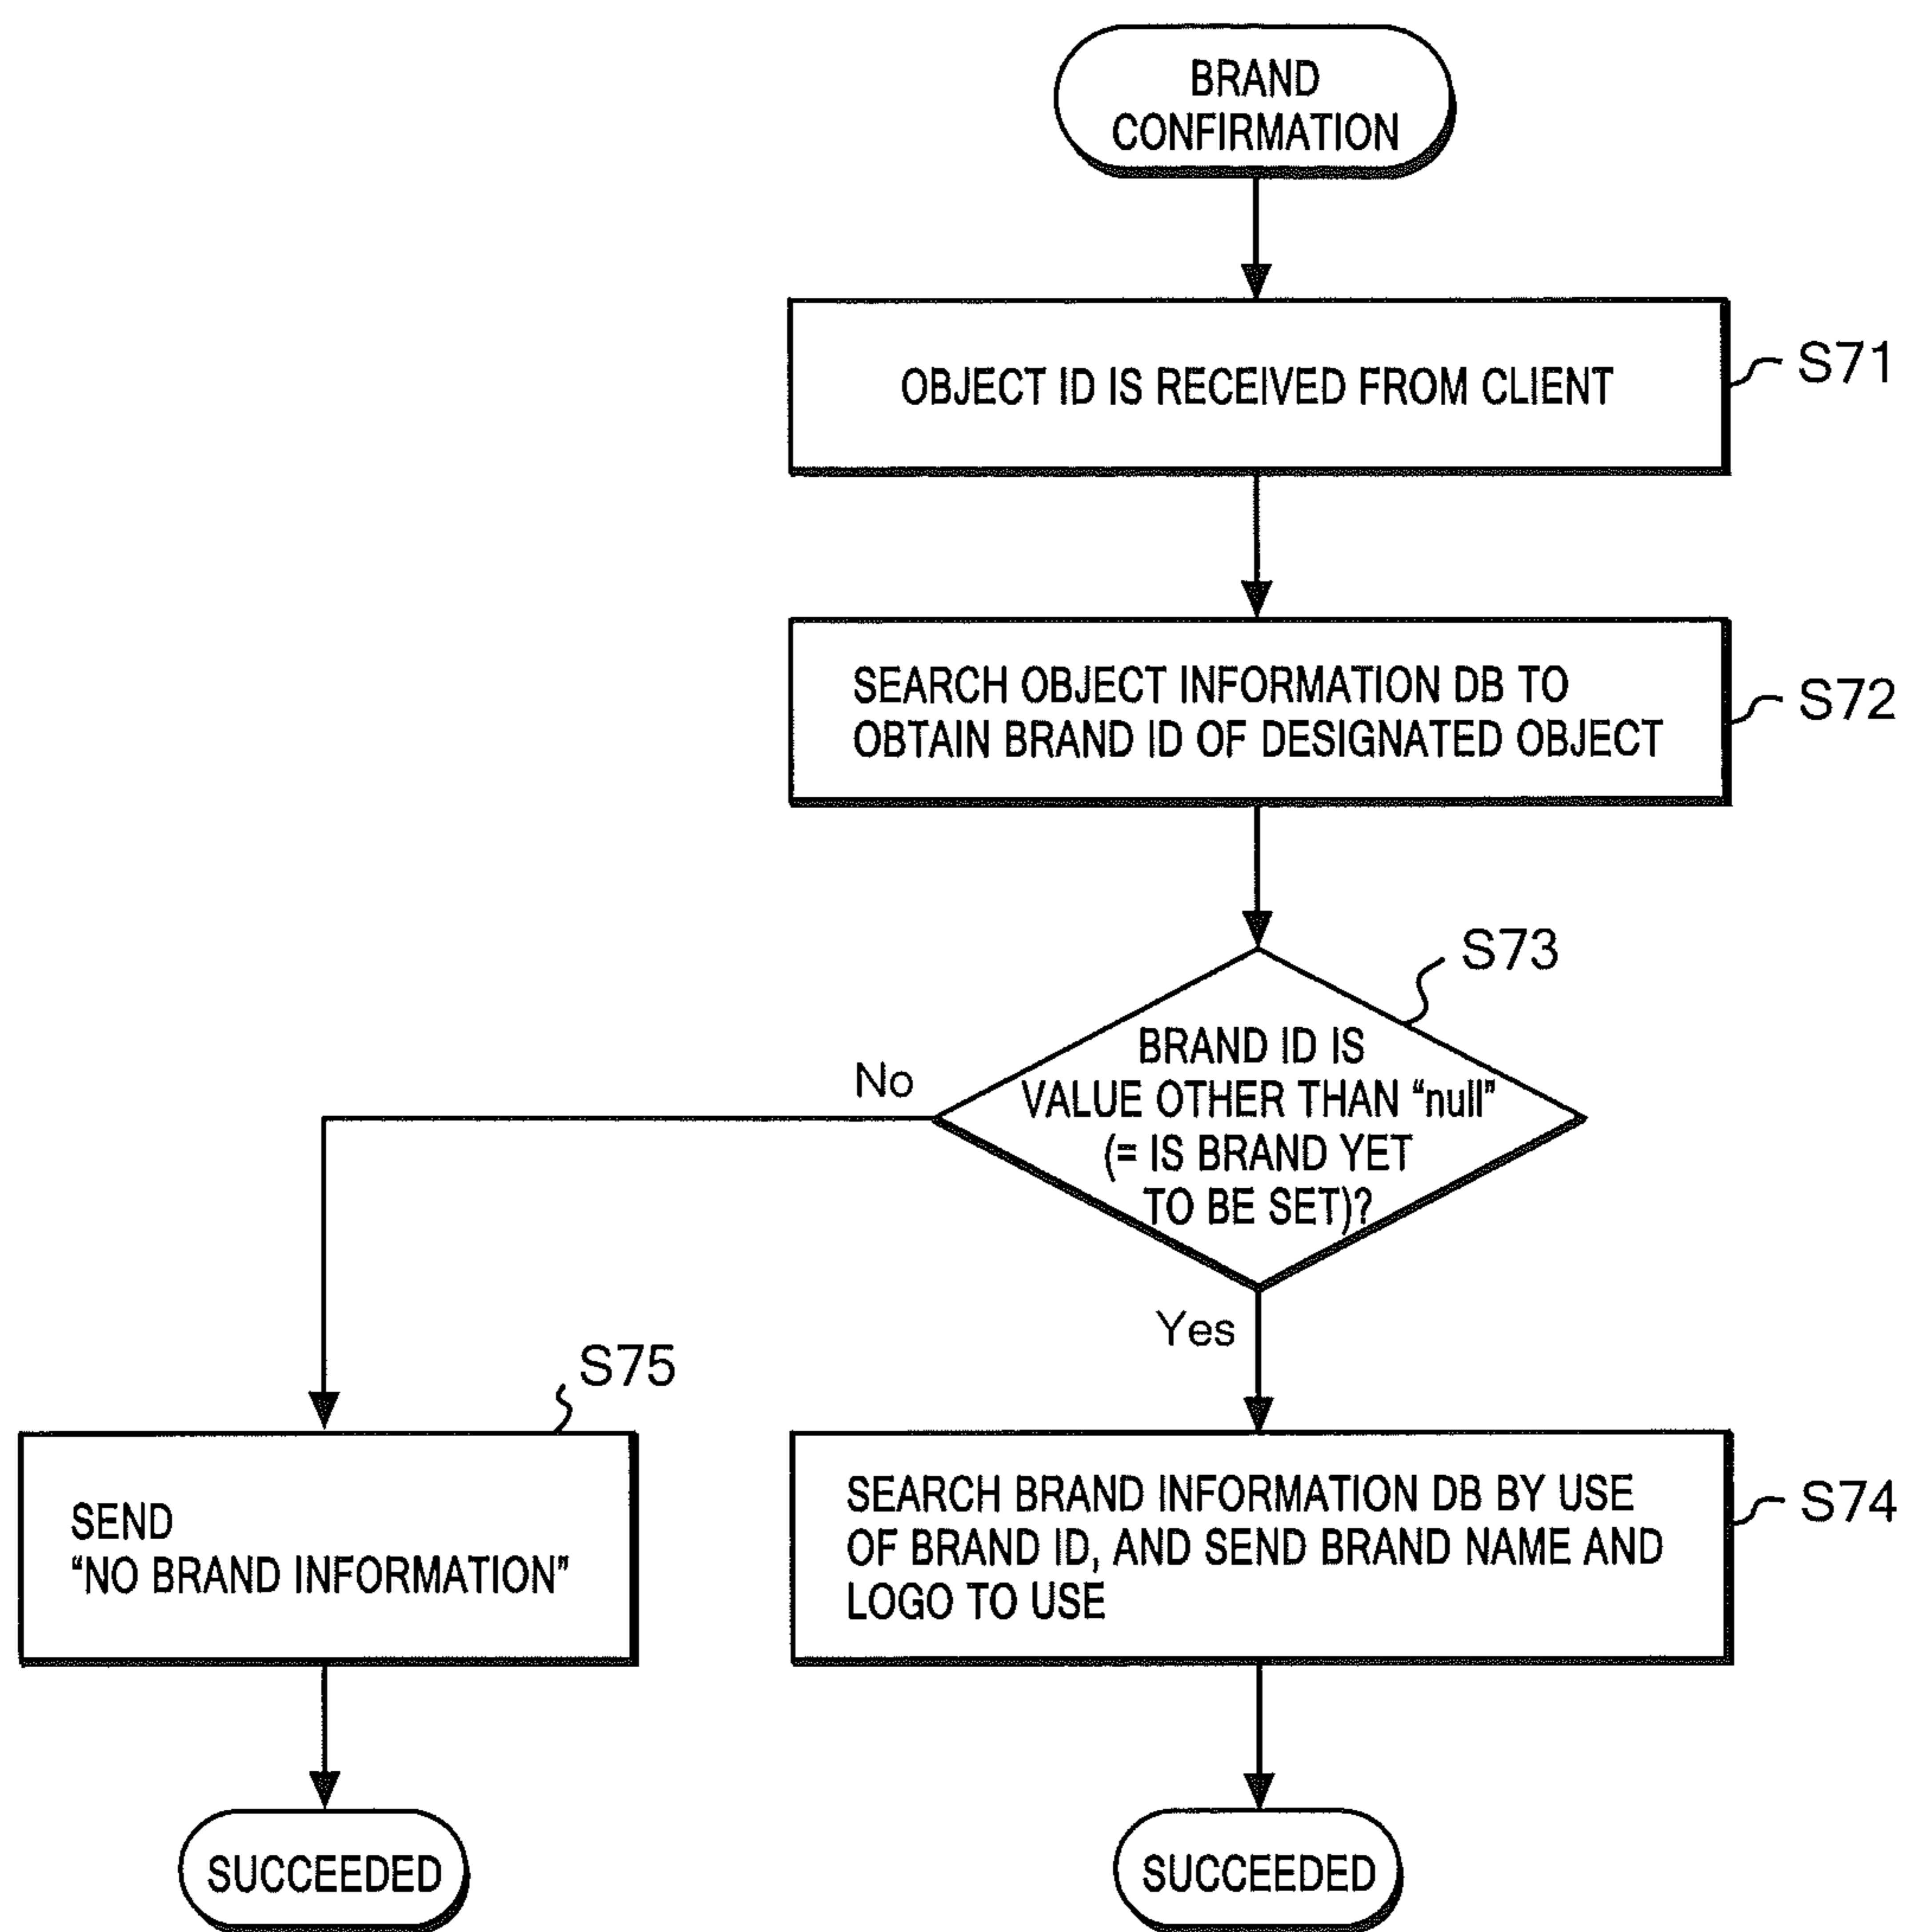 BRAND
CONFIRMATION
OBJECT ID IS RECEIVED FROM CLIENT
S71
SEARCH OBJECT INFORMATION DB TO
OBTAIN BRAND ID OF DESIGNATED OBJECT
S72
S73
BRAND ID IS
VALUE OTHER THAN “null”
(= IS BRAND YET
TO BE SET)?
No
Yes
S75
SEND
“NO BRAND INFORMATION”
SEARCH BRAND INFORMATION DB BY USE
OF BRAND ID, AND SEND BRAND NAME AND
LOGO TO USE
S74
SUCCEEDED
SUCCEEDED